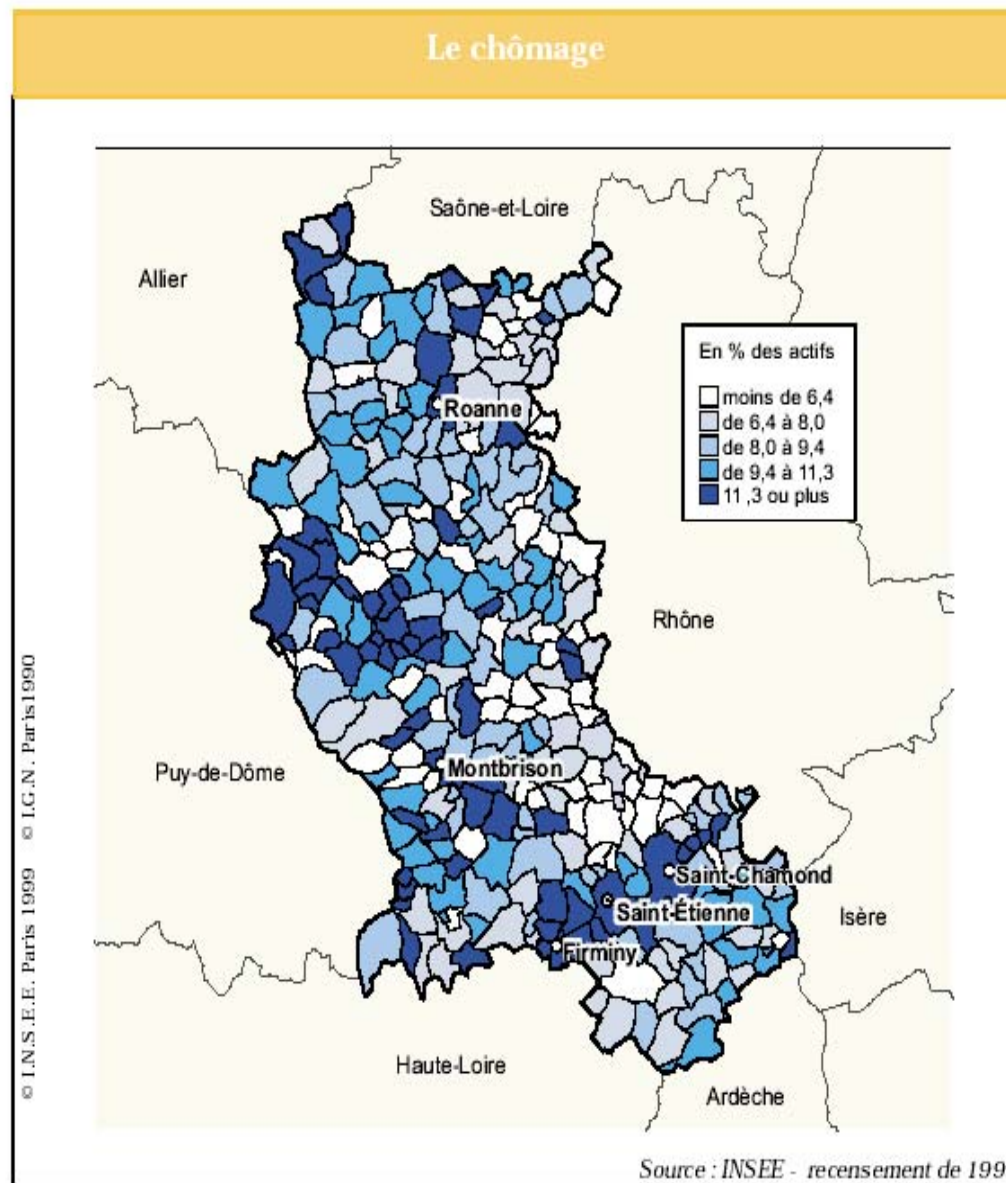 Le chômage
Saône-et-Loire
Allier
En % des actifs
moins de 6,4
de 6,4 à 8,0
de 8,0 à 9,4
de 9,4 à 11,3
11 ,3 ou plus
Roanne
Rhône
Puy-de-Dôme
Montbrison
Saint-Chamond
Saint-Étienne
Isère
Firminy
Haute-Loire
Ardèche
© I.N.S.E.E. Paris 1999 © I.G.N. Paris1990
Source : INSEE - recensement de 199